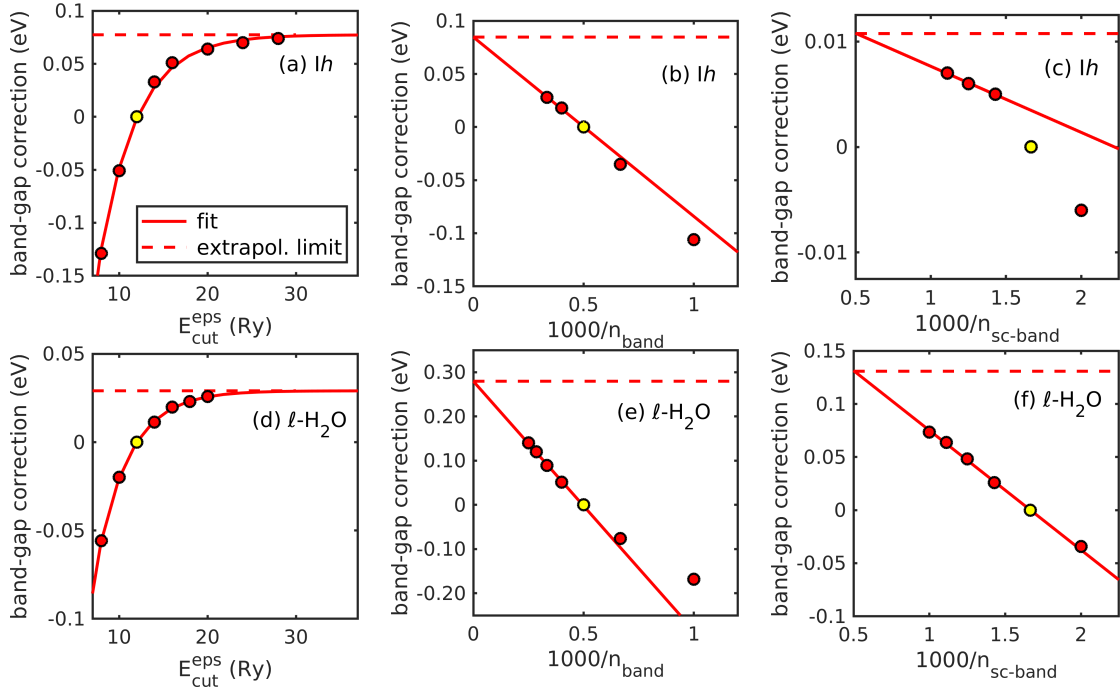 band-gap correction (eV)
0.1
0.05
0
-0.05
-0.1
-0.15
(a) Ih
fit
extrapol. limit
10
20
30
E_cut^eps (Ry)
band-gap correction (eV)
0.10
0.05
0
-0.05
-0.10
0.15
(b) Ih
0
0.5
1
1000/n_band
band-gap correction (eV)
0.01
0
-0.01
(c) Ih
0.5
1
1.5
2
1000/n_sc-band
band-gap correction (eV)
0.05
0
-0.05
-0.1
(d) ℓ-H₂O
10
20
30
E_cut^eps (Ry)
band-gap correction (eV)
0.30
0.20
0.10
0
-0.10
-0.20
(e) ℓ-H₂O
0
0.5
1
1000/n_band
band-gap correction (eV)
0.15
0.1
0.05
0
-0.05
-0.1
(f) ℓ-H₂O
0.5
1
1.5
2
1000/n_sc-band